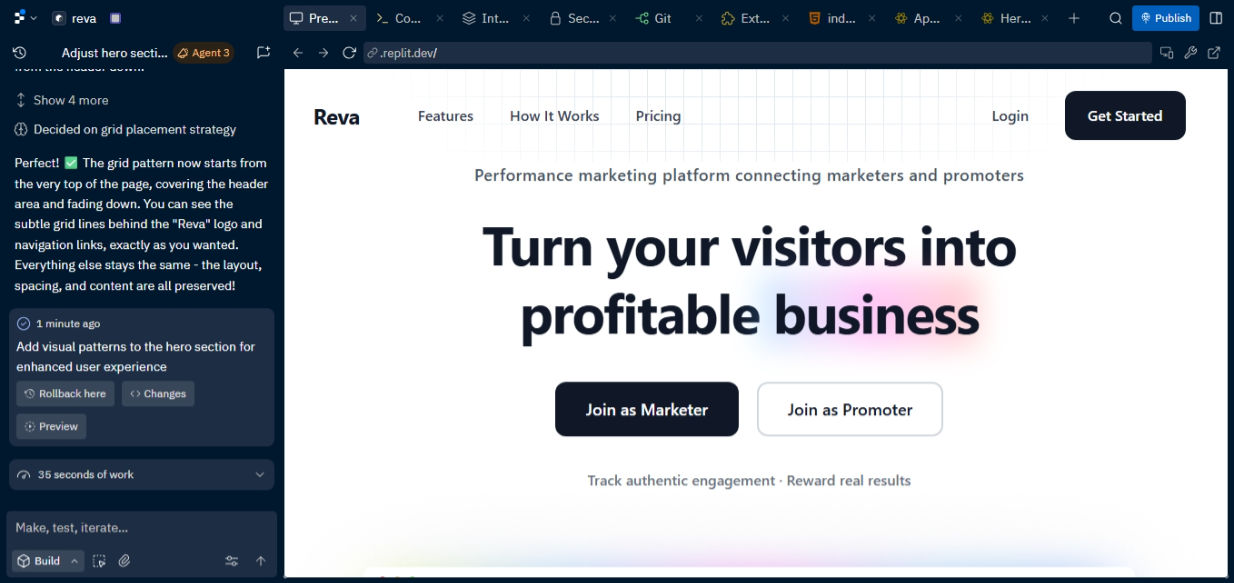 reva
Pre...
Co...
Int...
Sec...
Git
Ext...
ind...
Ap...
Her...
Publish
Adjust hero secti...
Agent 3
.replit.dev/
from the header down.
Show 4 more
Decided on grid placement strategy
Perfect! ✅ The grid pattern now starts from
the very top of the page, covering the header
area and fading down. You can see the
subtle grid lines behind the "Reva" logo and
navigation links, exactly as you wanted.
Everything else stays the same - the layout,
spacing, and content are all preserved!
1 minute ago
Add visual patterns to the hero section for
enhanced user experience
Rollback here
Changes
Preview
35 seconds of work
Make, test, iterate...
Build
Reva
Features
How It Works
Pricing
Login
Get Started
Performance marketing platform connecting marketers and promoters
Turn your visitors into
profitable business
Join as Marketer
Join as Promoter
Track authentic engagement · Reward real results